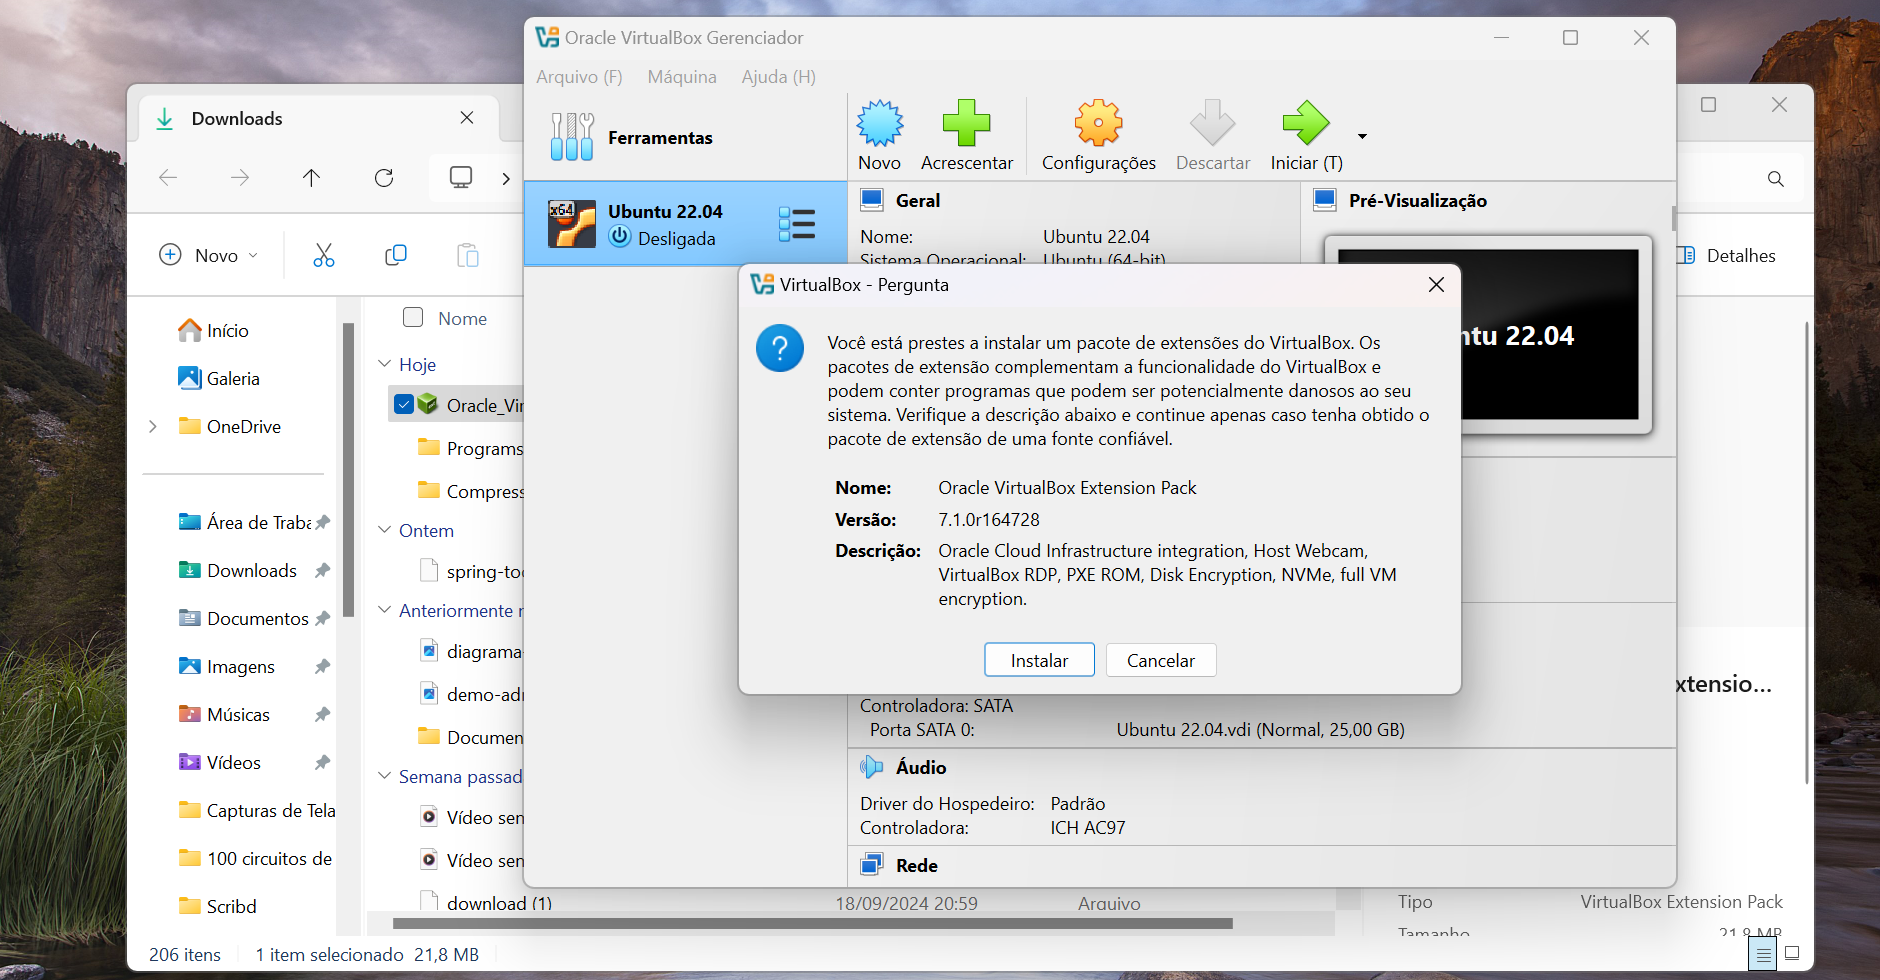 Oracle VirtualBox Gerenciador
Arquivo (F) Máquina Ajuda (H)
Ferramentas
Novo Acrescentar Configurações Descartar Iniciar (T)
x64
Ubuntu 22.04
Desligada
Geral
Nome: Ubuntu 22.04
Sistema Operacional: Ubuntu (64-bit)
Pré-Visualização
ntu 22.04
VirtualBox - Pergunta
?
Você está prestes a instalar um pacote de extensões do VirtualBox. Os
pacotes de extensão complementam a funcionalidade do VirtualBox e
podem conter programas que podem ser potencialmente danosos ao seu
sistema. Verifique a descrição abaixo e continue apenas caso tenha obtido o
pacote de extensão de uma fonte confiável.
Nome: Oracle VirtualBox Extension Pack
Versão: 7.1.0r164728
Descrição: Oracle Cloud Infrastructure integration, Host Webcam,
VirtualBox RDP, PXE ROM, Disk Encryption, NVMe, full VM
encryption.
Instalar Cancelar
Controladora: SATA
Porta SATA 0: Ubuntu 22.04.vdi (Normal, 25,00 GB)
Áudio
Driver do Hospedeiro: Padrão
Controladora: ICH AC97
Rede
Downloads
Novo
Detalhes
Início
Galeria
OneDrive
Área de Traba
Downloads
Documentos
Imagens
Músicas
Vídeos
Capturas de Tela
100 circuitos de
Scribd
Nome
Hoje
Oracle_Vir
Programs
Compress
Ontem
spring-too
Anteriormente n
diagrama-
demo-adr
Documen
Semana passad
Vídeo sen
Vídeo sen
download (1) 18/09/2024 20:59 Arquivo
xtensio...
Tipo VirtualBox Extension Pack
Tamanho 21,8 MB
206 itens 1 item selecionado 21,8 MB